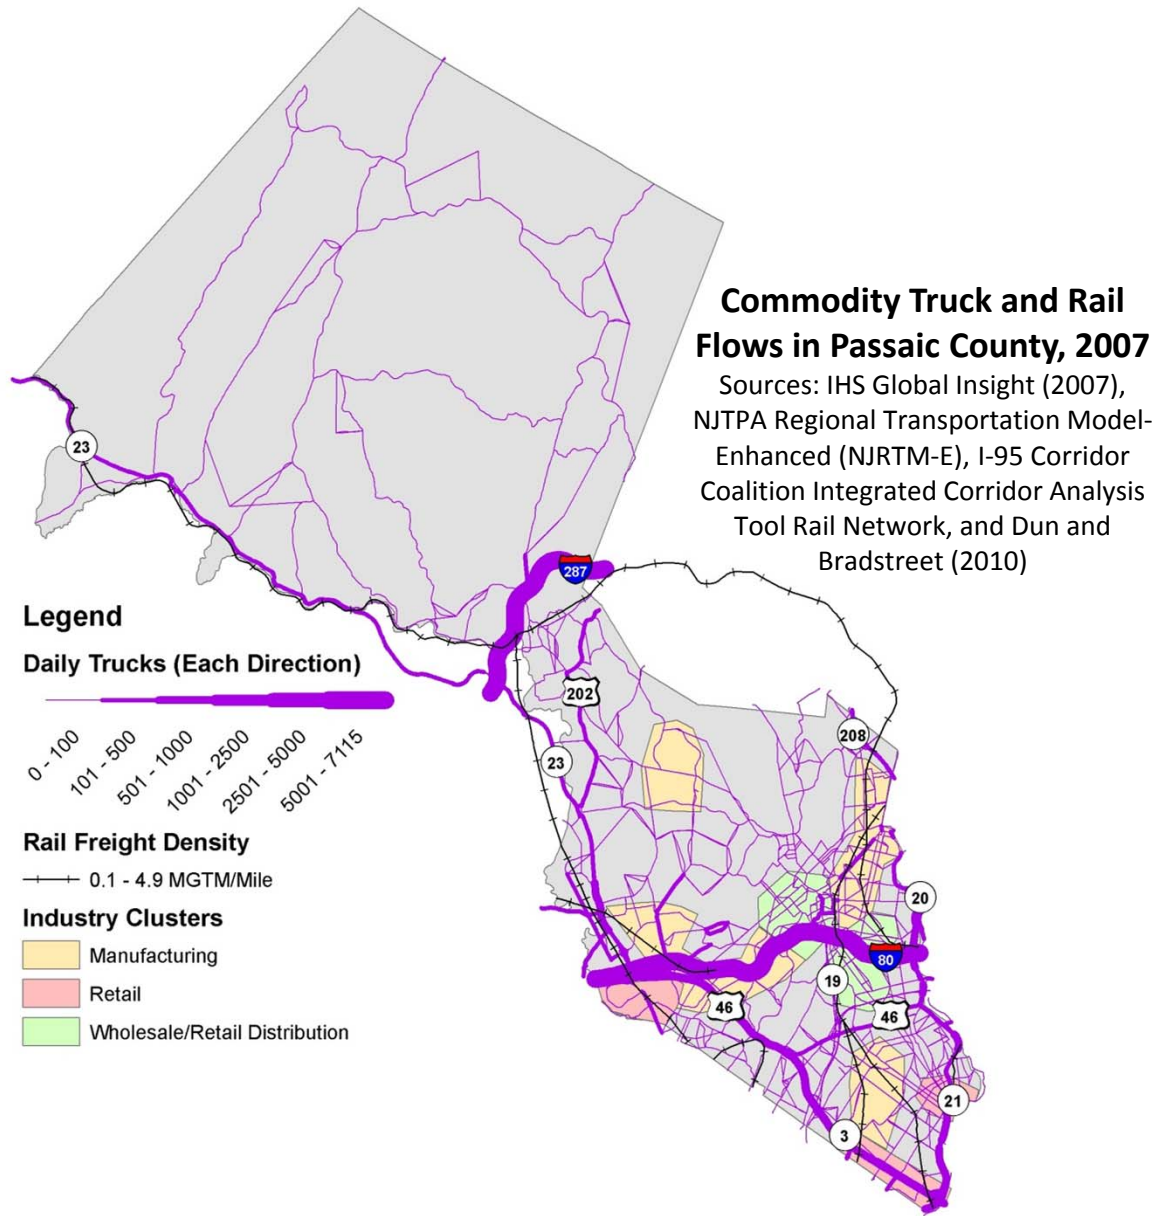 Commodity Truck and Rail
Flows in Passaic County, 2007
Sources: IHS Global Insight (2007),
NJTPA Regional Transportation Model-
Enhanced (NJRTM-E), I-95 Corridor
Coalition Integrated Corridor Analysis
Tool Rail Network, and Dun and
Bradstreet (2010)
23
287
202
23
208
20
80
19
46
46
21
3
Legend
Daily Trucks (Each Direction)
0 - 100
101 - 500
501 - 1000
1001 - 2500
2501 - 5000
5001 - 7115
Rail Freight Density
0.1 - 4.9 MGTM/Mile
Industry Clusters
Manufacturing
Retail
Wholesale/Retail Distribution